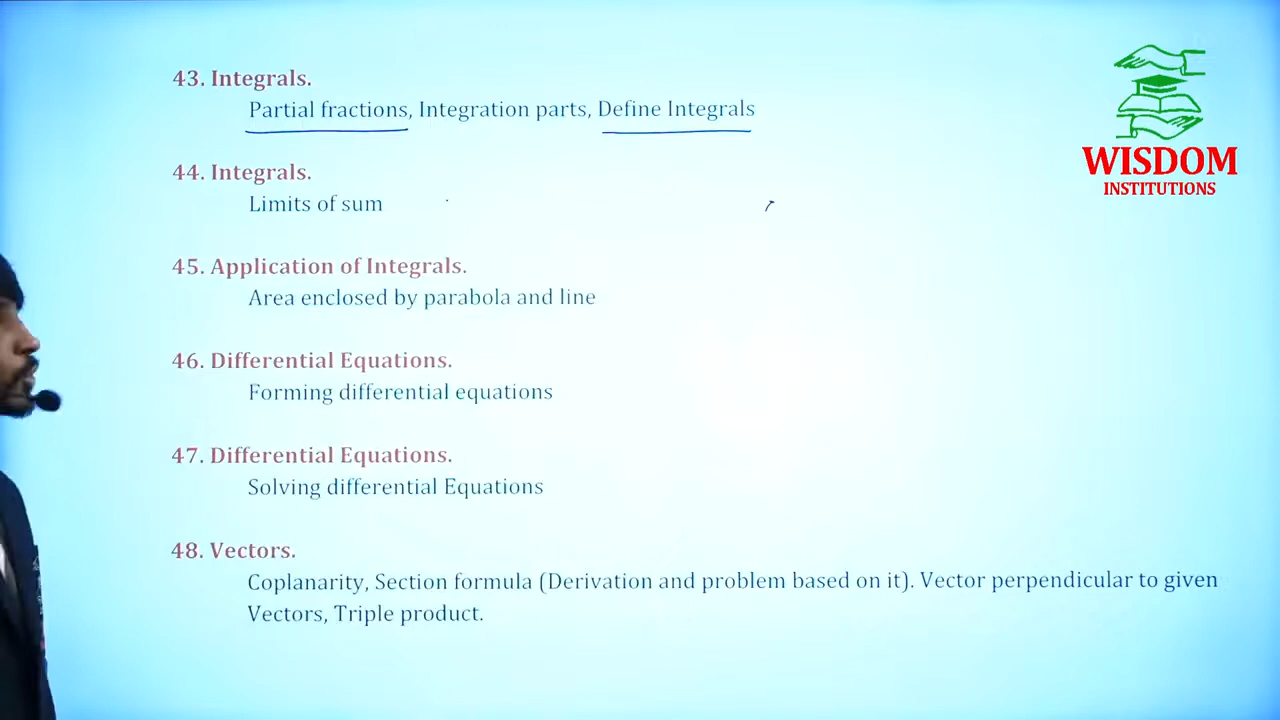 43. Integrals.
Partial fractions, Integration parts, Define Integrals
44. Integrals.
Limits of sum
45. Application of Integrals.
Area enclosed by parabola and line
46. Differential Equations.
Forming differential equations
47. Differential Equations.
Solving differential Equations
48. Vectors.
Coplanarity, Section formula (Derivation and problem based on it). Vector perpendicular to given
Vectors, Triple product.
WISDOM
INSTITUTIONS